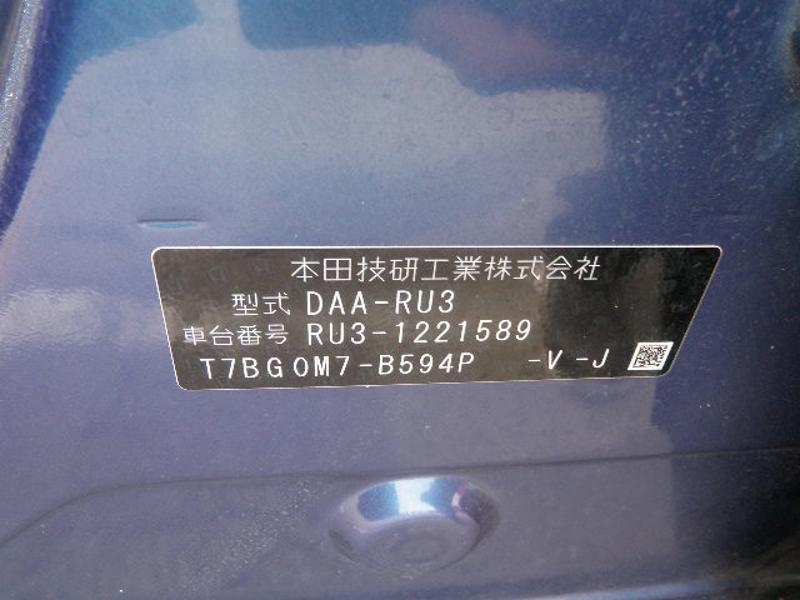 本田技研工業株式会社
型式 DAA-RU3
車台番号 RU3-1221589
T7BG0M7-B594P -V -J